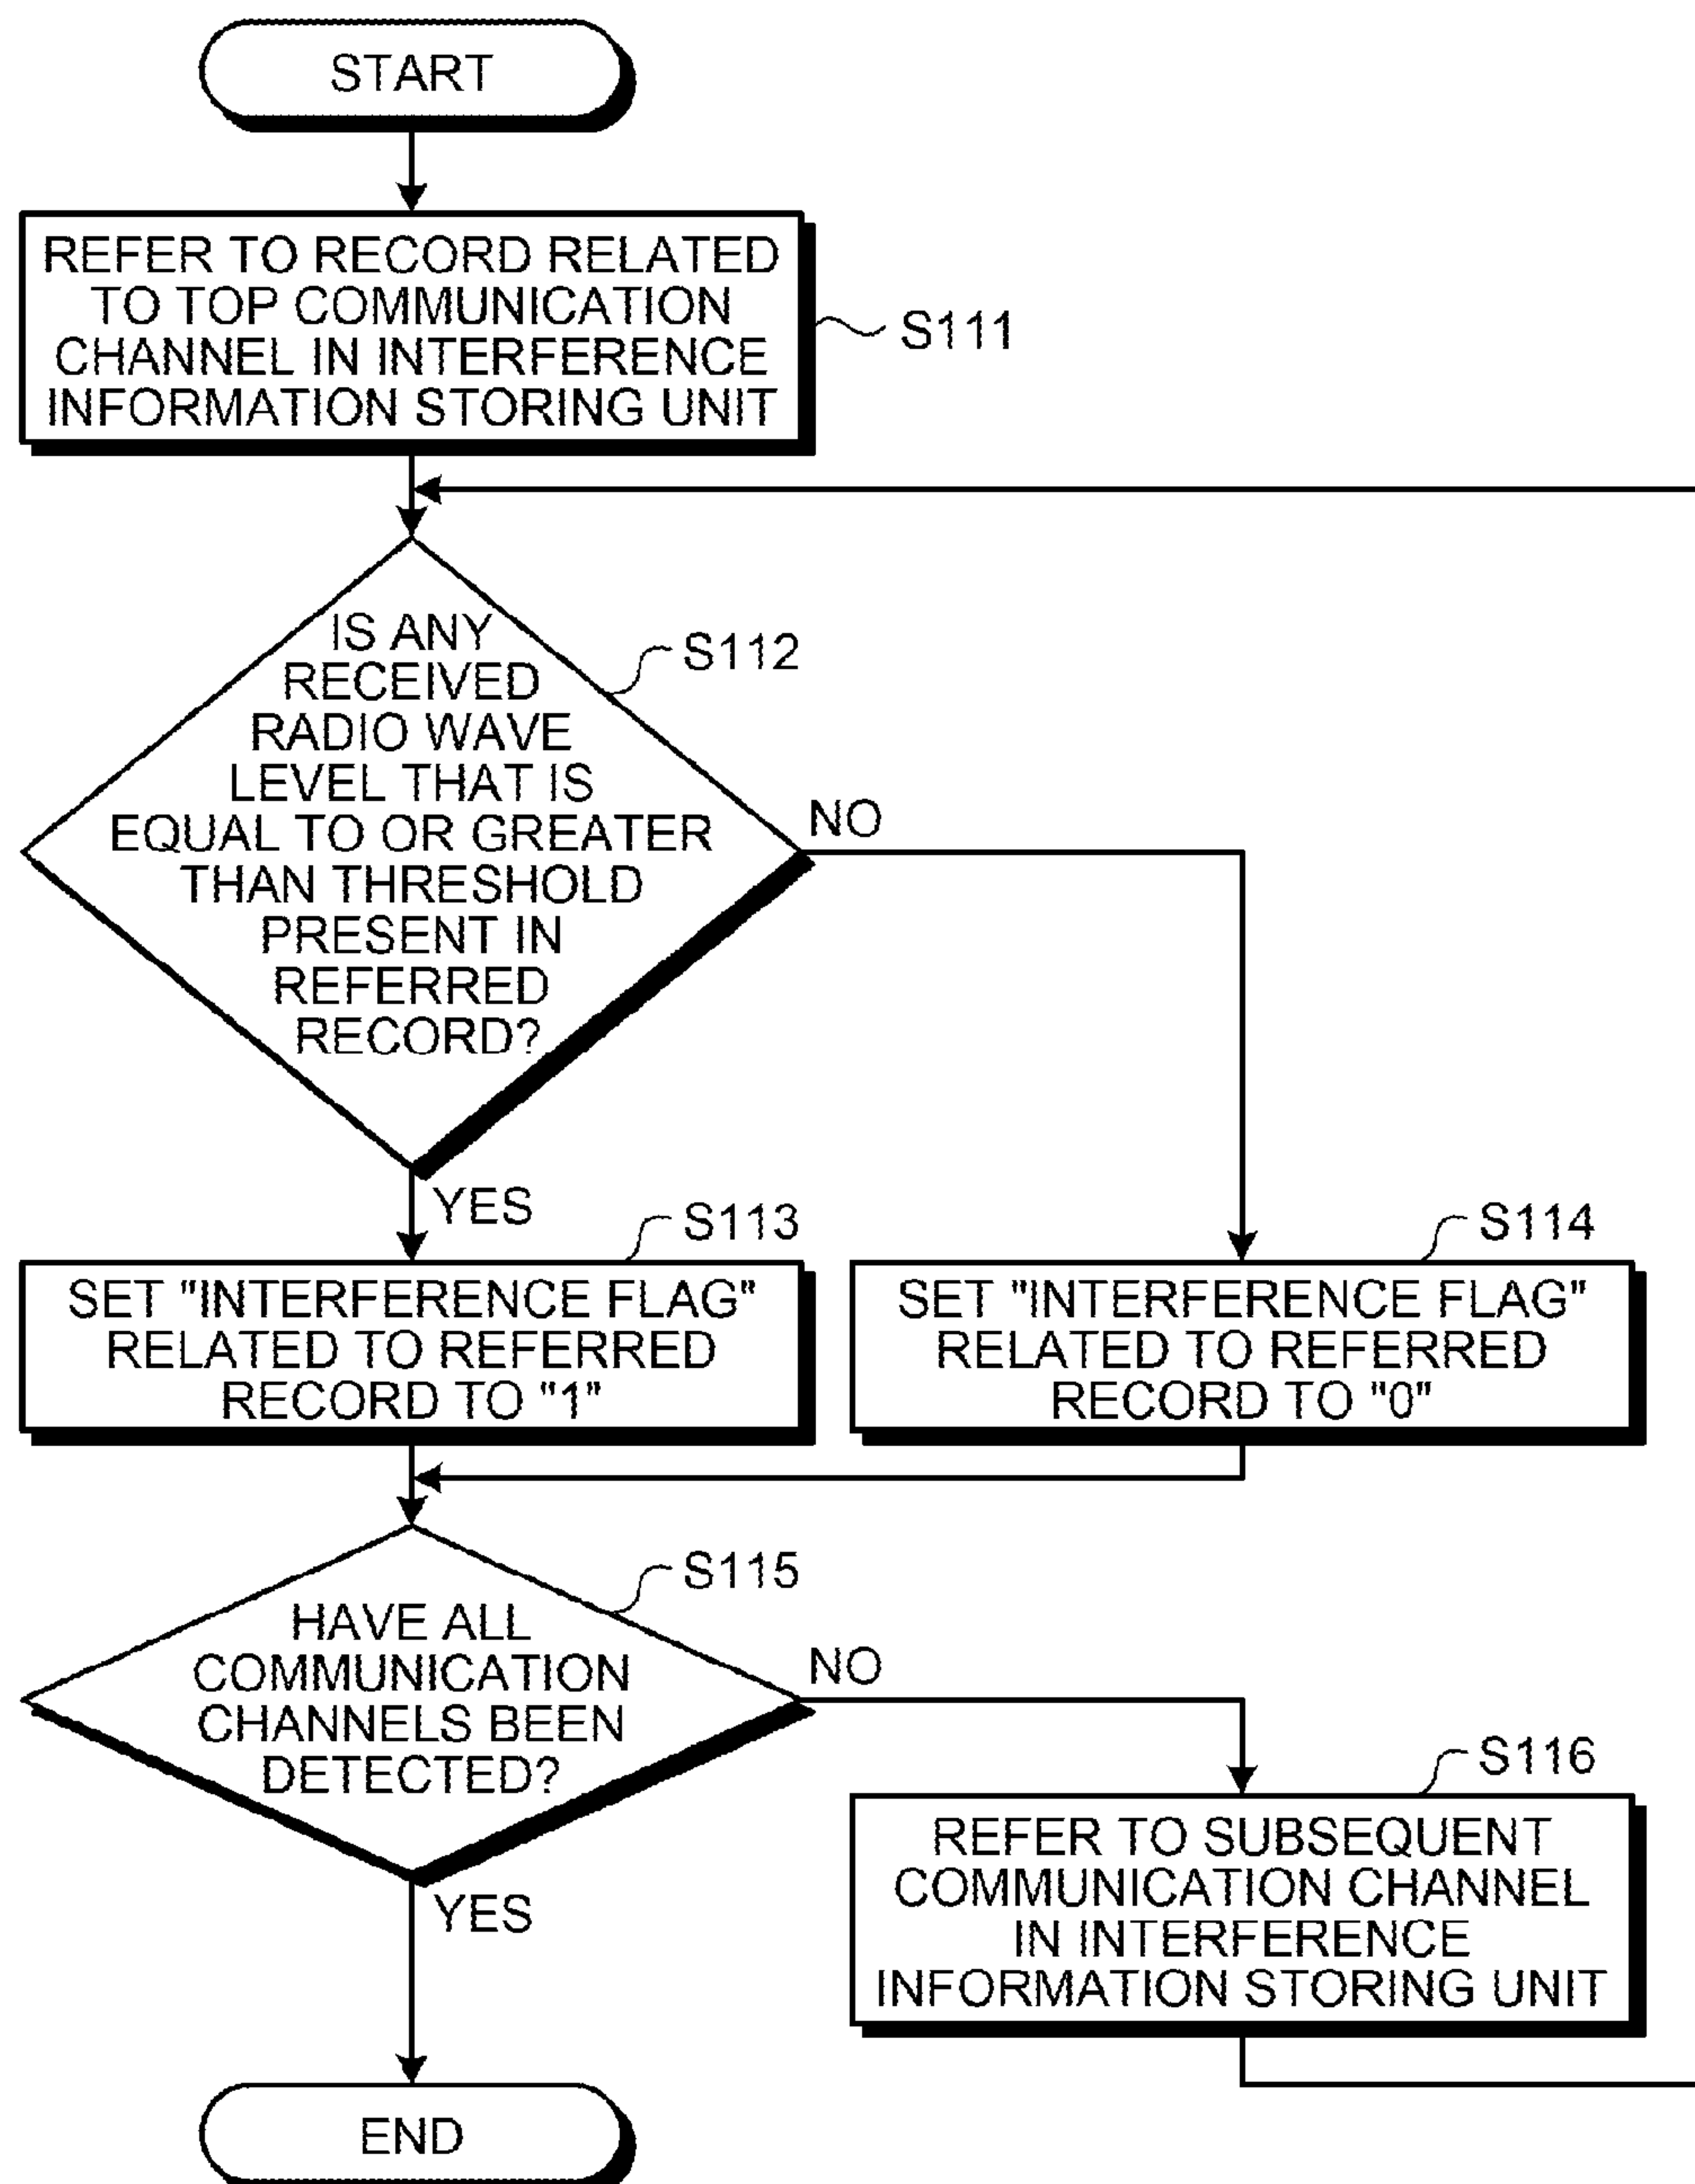 START
REFER TO RECORD RELATED
TO TOP COMMUNICATION
CHANNEL IN INTERFERENCE
INFORMATION STORING UNIT
S111
IS ANY
RECEIVED
RADIO WAVE
LEVEL THAT IS
EQUAL TO OR GREATER
THAN THRESHOLD
PRESENT IN
REFERRED
RECORD?
S112
NO
YES
S113
SET "INTERFERENCE FLAG"
RELATED TO REFERRED
RECORD TO "1"
S114
SET "INTERFERENCE FLAG"
RELATED TO REFERRED
RECORD TO "0"
S115
HAVE ALL
COMMUNICATION
CHANNELS BEEN
DETECTED?
NO
YES
S116
REFER TO SUBSEQUENT
COMMUNICATION CHANNEL
IN INTERFERENCE
INFORMATION STORING UNIT
END